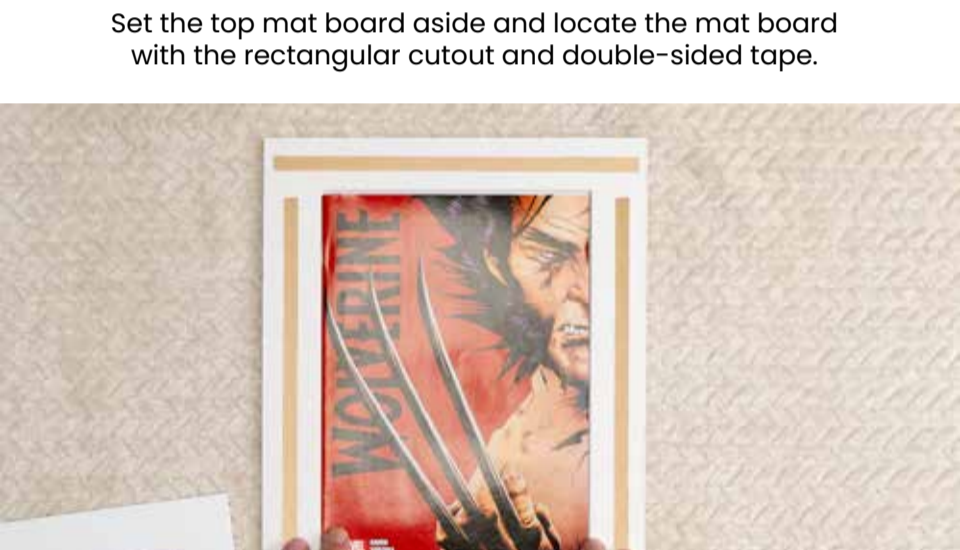 Set the top mat board aside and locate the mat board
with the rectangular cutout and double-sided tape.
WOLVERINE